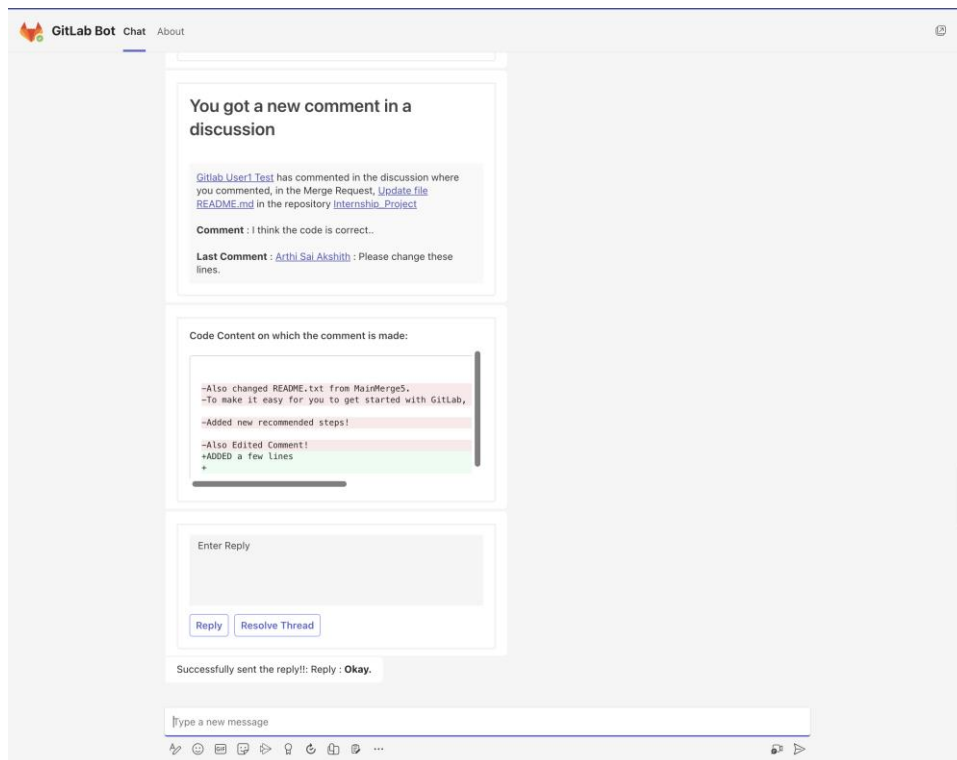 GitLab Bot Chat About
You got a new comment in a
discussion
Gitlab User1 Test has commented in the discussion where
you commented, in the Merge Request, Update file
README.md in the repository Internship_Project
Comment : I think the code is correct..
Last Comment : Arthi Sai Akshith : Please change these
lines.
Code Content on which the comment is made:
-Also changed README.txt from MainMerge5.
-To make it easy for you to get started with GitLab,
-Added new recommended steps!
-Also Edited Comment!
+ADDED a few lines
+
Enter Reply
Reply Resolve Thread
Successfully sent the reply!!: Reply : Okay.
Type a new message
GIF